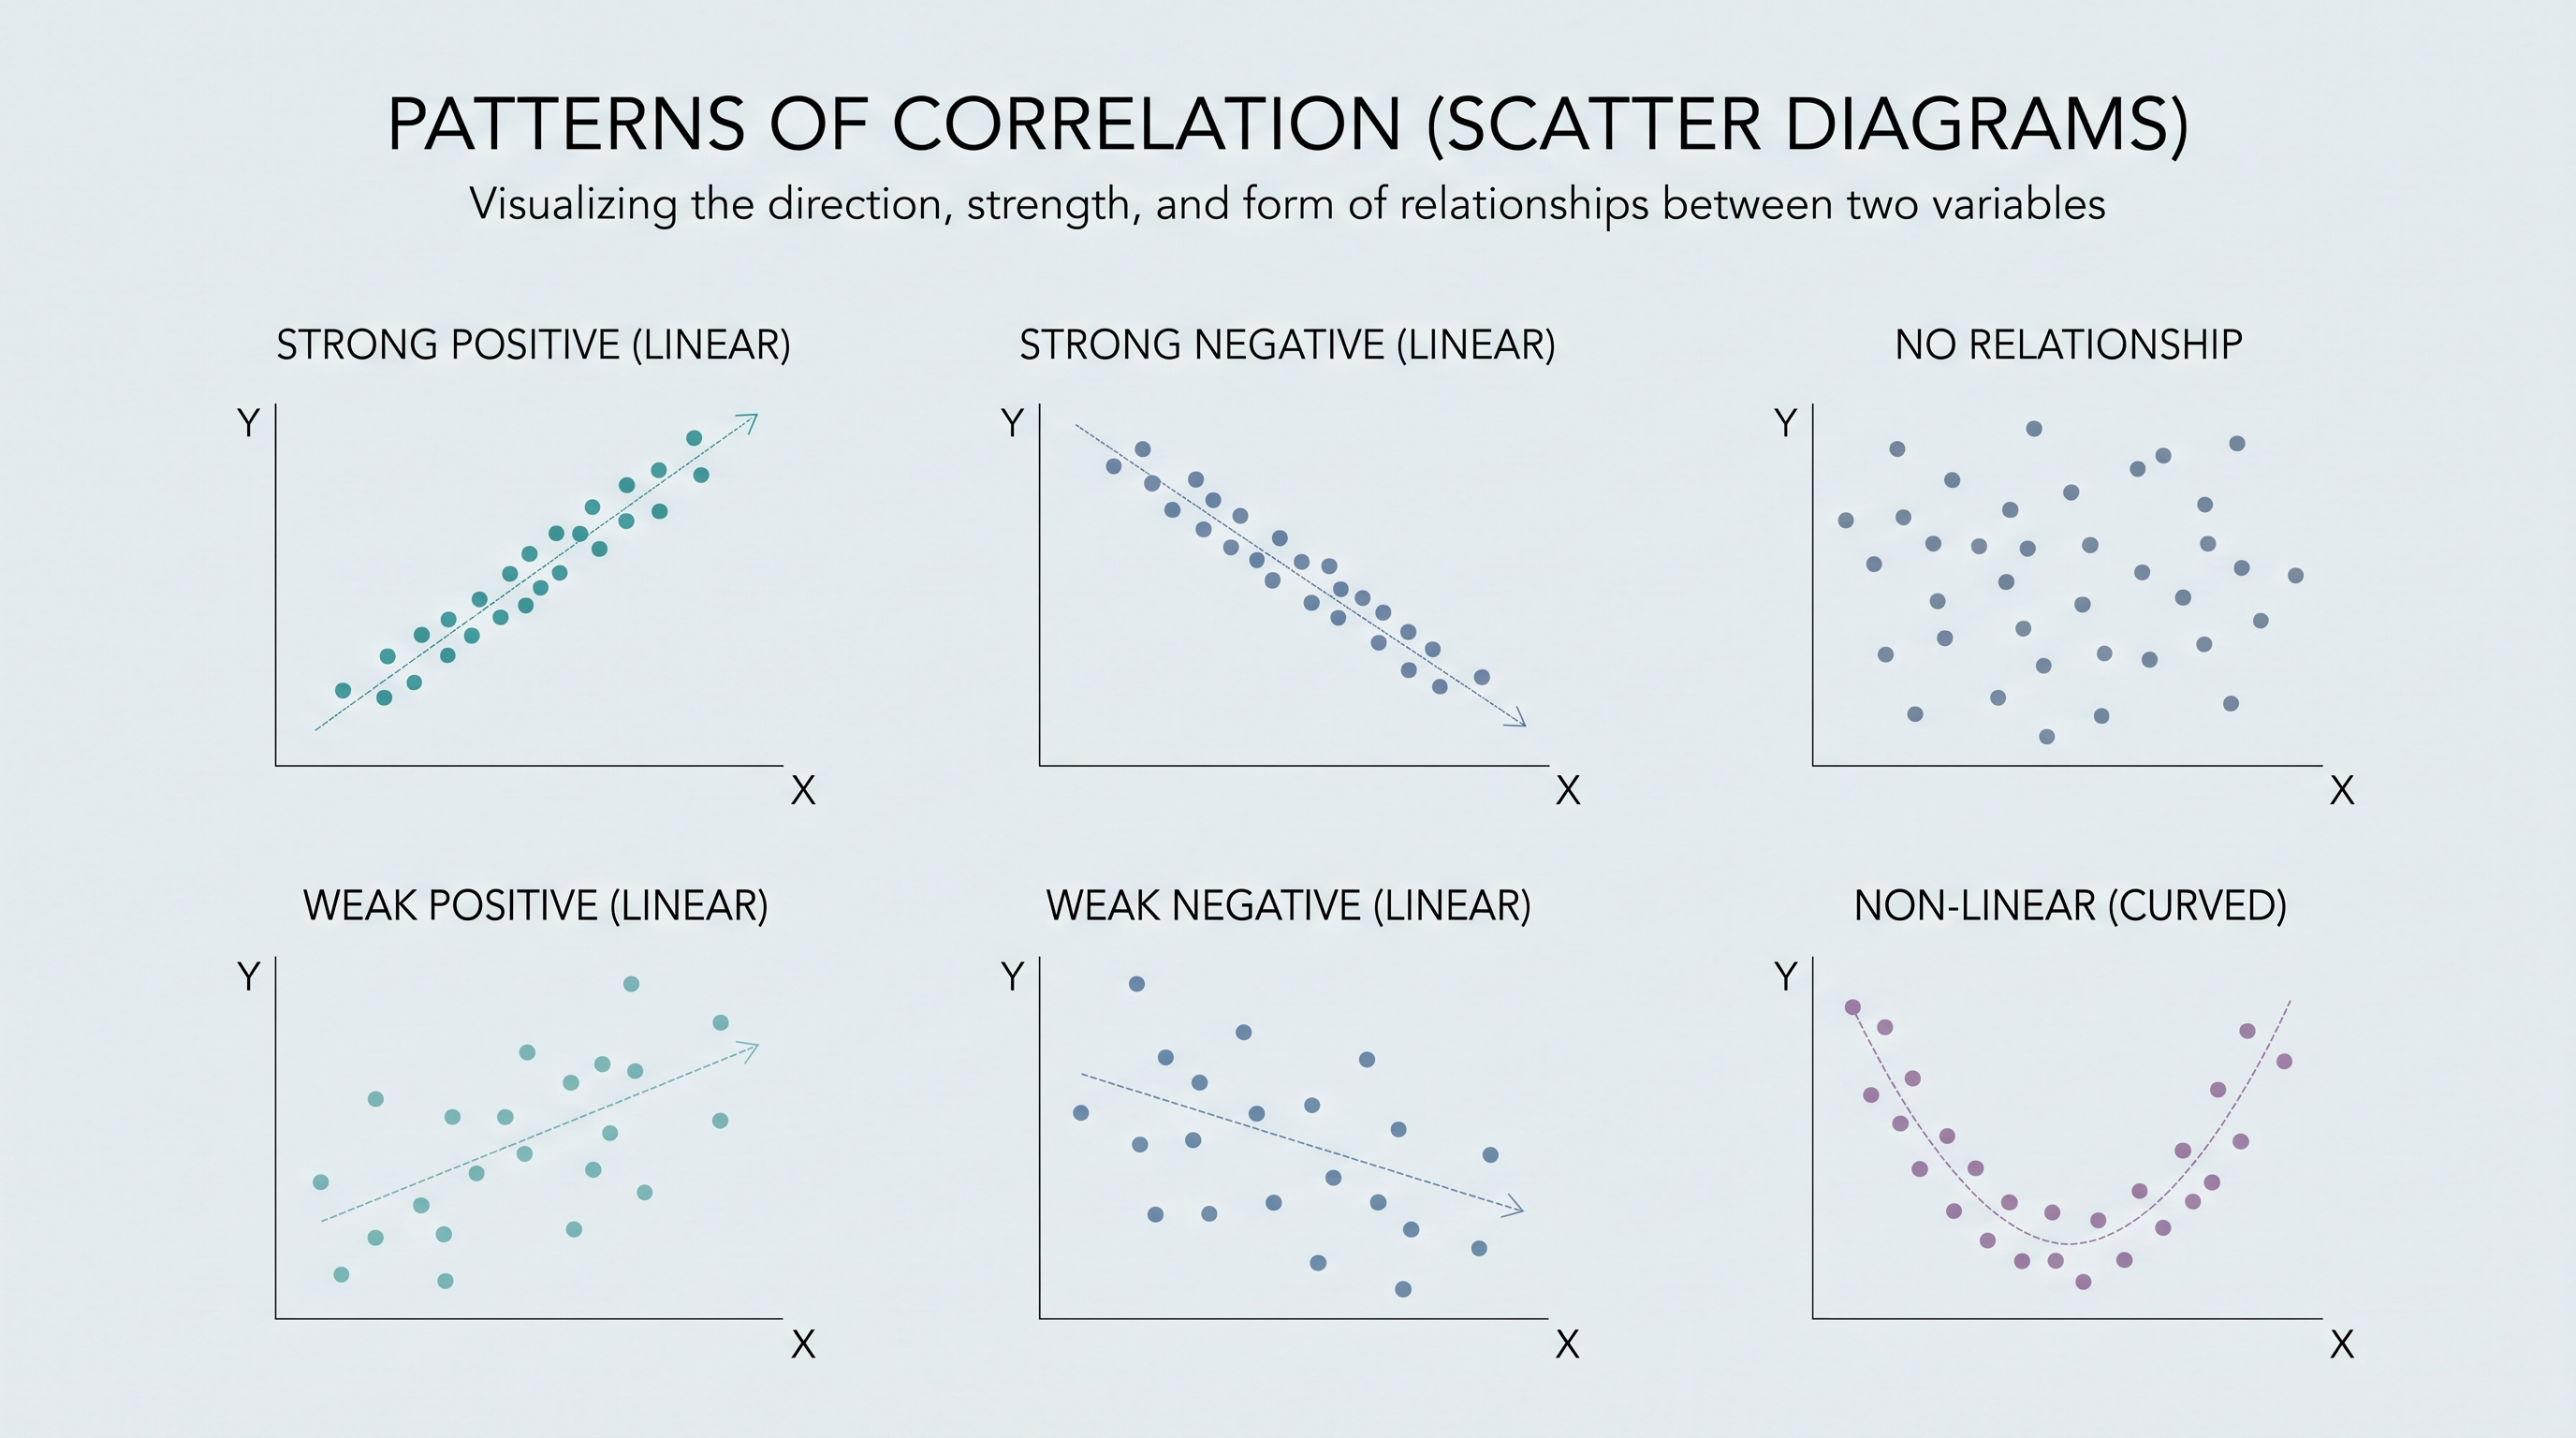 PATTERNS OF CORRELATION (SCATTER DIAGRAMS)
Visualizing the direction, strength, and form of relationships between two variables
STRONG POSITIVE (LINEAR)
Y
X
STRONG NEGATIVE (LINEAR)
Y
X
NO RELATIONSHIP
Y
X
WEAK POSITIVE (LINEAR)
Y
X
WEAK NEGATIVE (LINEAR)
Y
X
NON-LINEAR (CURVED)
Y
X